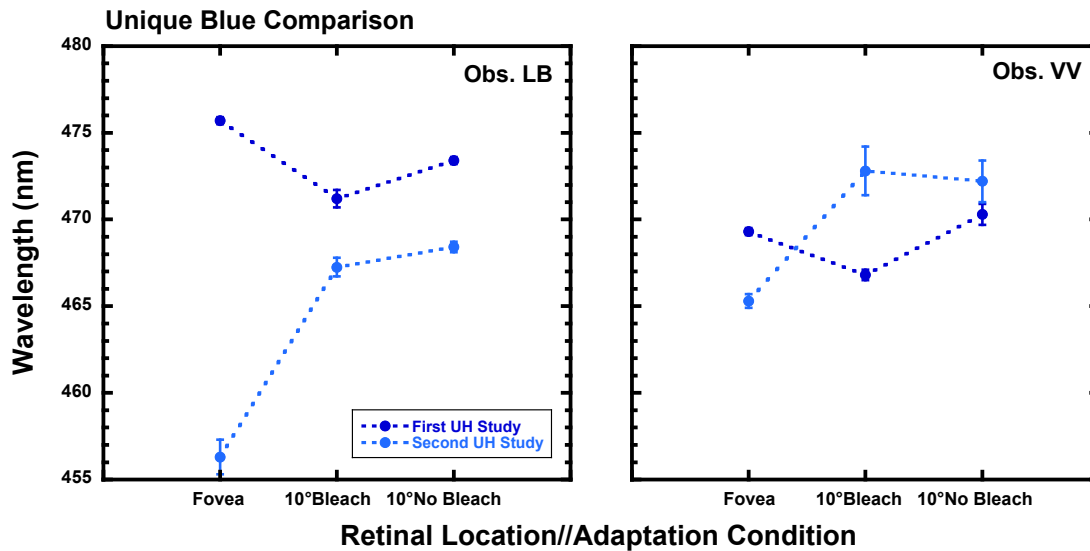 Unique Blue Comparison
480
475
470
465
460
455
Wavelength (nm)
Obs. LB
Obs. VV
First UH Study
Second UH Study
Fovea 10°Bleach 10°No Bleach
Fovea 10°Bleach 10°No Bleach
Retinal Location//Adaptation Condition